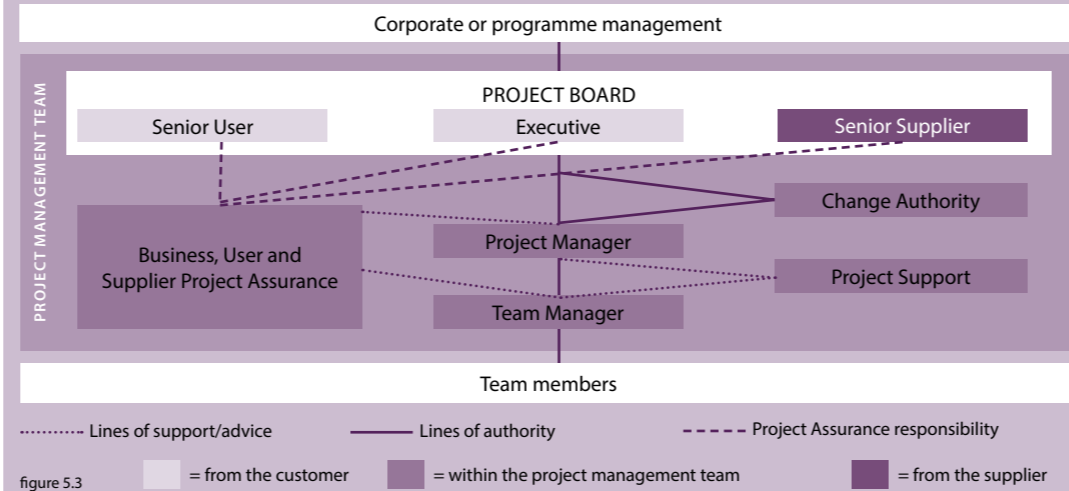 Corporate or programme management
PROJECT MANAGEMENT TEAM
PROJECT BOARD
Senior User
Executive
Senior Supplier
Change Authority
Business, User and
Supplier Project Assurance
Project Manager
Project Support
Team Manager
Team members
Lines of support/advice
Lines of authority
Project Assurance responsibility
figure 5.3
= from the customer
= within the project management team
= from the supplier